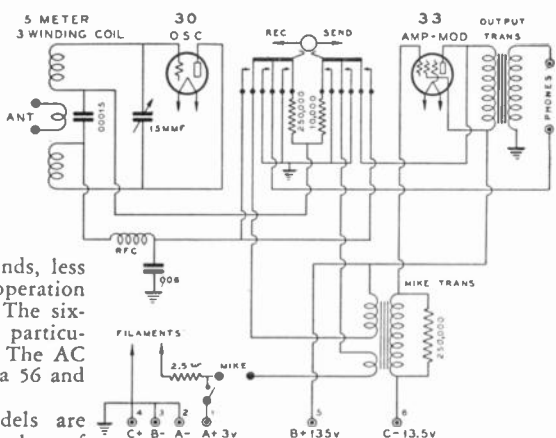 5 METER
3 WINDING COIL
30
OSC
REC
SEND
33
AMP-MOD
OUTPUT
TRANS
ANT
.00015
15MMF
250,000
10,000
PHONES
RFC
.006
nds, less
operation
The six-
particu-
The AC
a 56 and
dels are
FILAMENTS
2.5
MIKE
MIKE TRANS
250,000
4
3
2
1
5
6
C+
B-
A-
A+3v
B+135v
C-13.5v